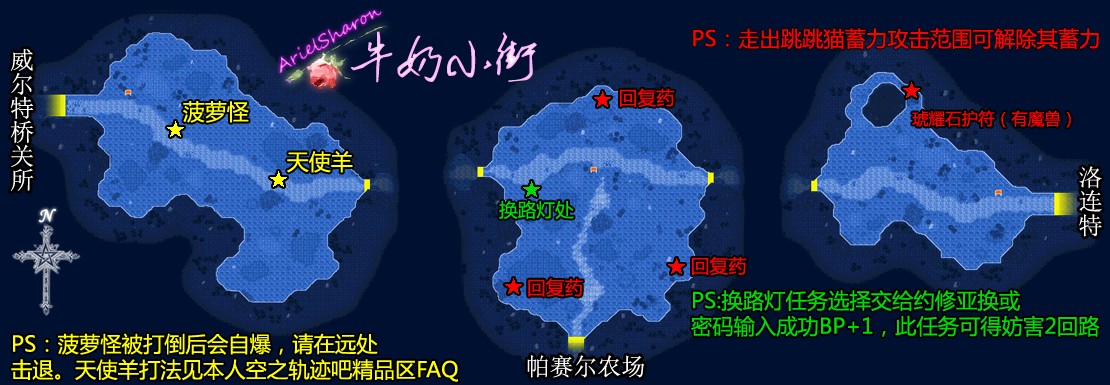 ArielSharon
牛奶小街
PS：走出跳跳猫蓄力攻击范围可解除其蓄力
威尔特桥关所
菠萝怪
天使羊
回复药
换路灯处
回复药
回复药
琥耀石护符（有魔兽）
洛连特
N
PS:换路灯任务选择交给约修亚换或
密码输入成功BP+1，此任务可得妨害2回路
PS：菠萝怪被打倒后会自爆，请在远处
击退。天使羊打法见本人空之轨迹吧精品区FAQ
帕赛尔农场